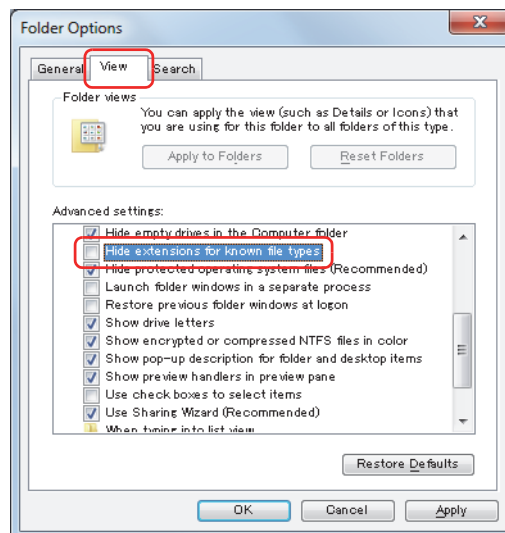 Folder Options
General
View
Search
Folder views
You can apply the view (such as Details or Icons) that
you are using for this folder to all folders of this type.
Apply to Folders
Reset Folders
Advanced settings:
Hide empty drives in the Computer folder
Hide extensions for known file types
Hide protected operating system files (Recommended)
Launch folder windows in a separate process
Restore previous folder windows at logon
Show drive letters
Show encrypted or compressed NTFS files in color
Show pop-up description for folder and desktop items
Show preview handlers in preview pane
Use check boxes to select items
Use Sharing Wizard (Recommended)
When typing into list view
Restore Defaults
OK
Cancel
Apply